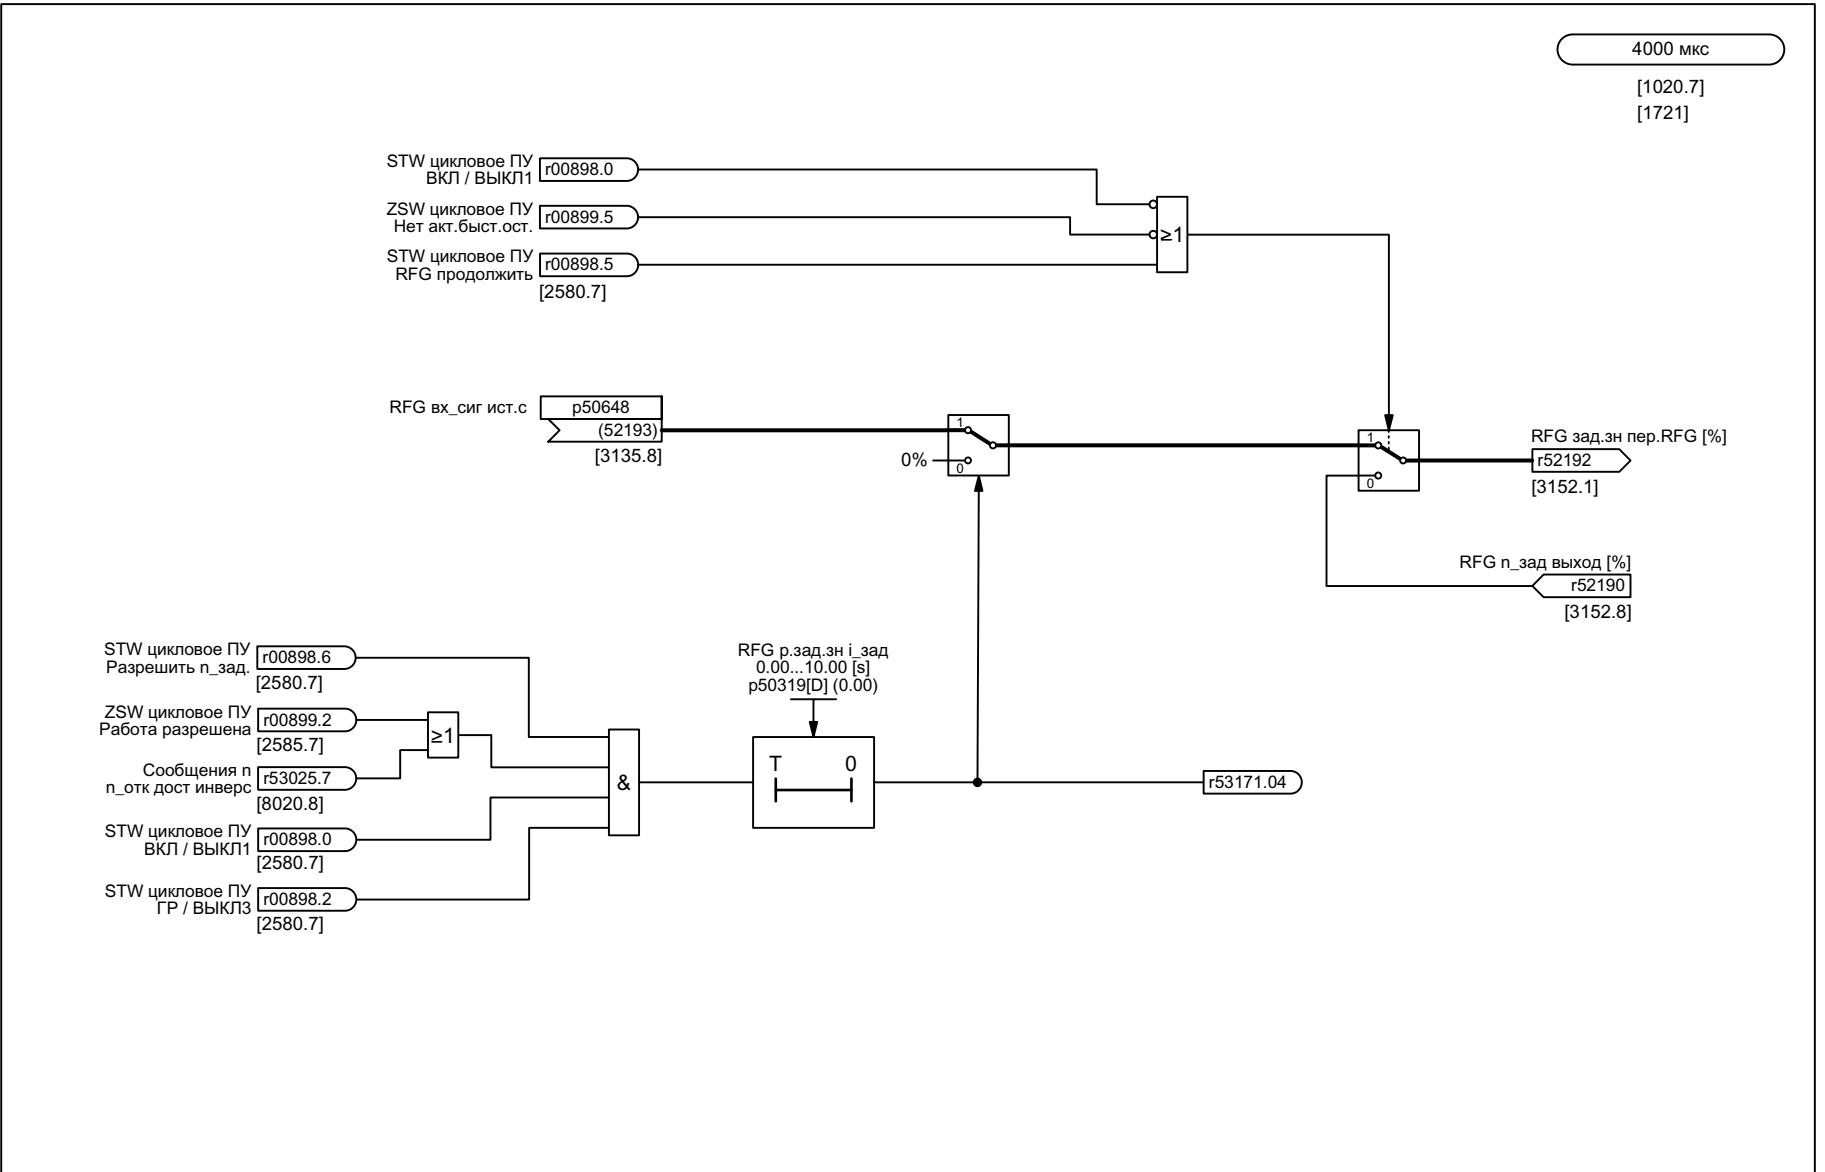 4000 мкс
[1020.7]
[1721]
STW цикловое ПУ
ВКЛ / ВЫКЛ1
r00898.0
ZSW цикловое ПУ
Нет акт.быст.ост.
r00899.5
STW цикловое ПУ
RFG продолжить
r00898.5
[2580.7]
≥1
RFG вх_сиг ист.с
p50648
(52193)
[3135.8]
1
0%
0
1
0
RFG зад.зн пер.RFG [%]
r52192
[3152.1]
RFG n_зад выход [%]
r52190
[3152.8]
STW цикловое ПУ
Разрешить n_зад.
r00898.6
[2580.7]
ZSW цикловое ПУ
Работа разрешена
r00899.2
[2585.7]
≥1
Сообщения n
n_отк дост инверс
r53025.7
[8020.8]
STW цикловое ПУ
ВКЛ / ВЫКЛ1
r00898.0
[2580.7]
STW цикловое ПУ
ГР / ВЫКЛ3
r00898.2
[2580.7]
&
RFG р.зад.зн i_зад
0.00...10.00 [s]
p50319[D] (0.00)
T 0
r53171.04